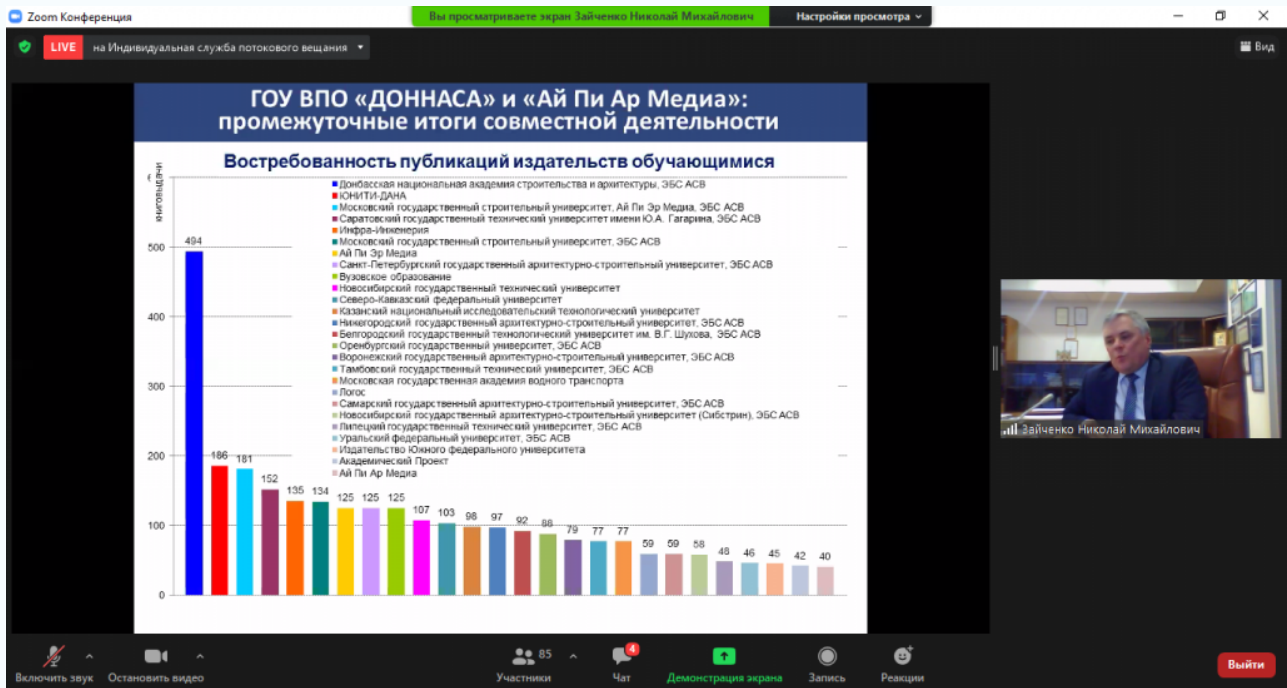 Zoom Конференция
Вы просматриваете экран Зайченко Николай Михайлович
Настройки просмотра
LIVE
на Индивидуальная служба потокового вещания
Вид
ГОУ ВПО «ДОННАСА» и «Ай Пи Ар Медиа»:
промежуточные итоги совместной деятельности
Востребованность публикаций издательств обучающимися
книговыдачи
Донбасская национальная академия строительства и архитектуры, ЭБС АСВ
ЮНИТИ-ДАНА
Московский государственный строительный университет, Ай Пи Эр Медиа, ЭБС АСВ
Саратовский государственный технический университет имени Ю.А. Гагарина, ЭБС АСВ
Инфра-Инженерия
Московский государственный строительный университет, ЭБС АСВ
Ай Пи Эр Медиа
Санкт-Петербургский государственный архитектурно-строительный университет, ЭБС АСВ
Вузовское образование
Новосибирский государственный технический университет
Северо-Кавказский федеральный университет
Казанский национальный исследовательский технологический университет
Нижегородский государственный архитектурно-строительный университет, ЭБС АСВ
Белгородский государственный технологический университет им. В.Г. Шухова, ЭБС АСВ
Оренбургский государственный университет, ЭБС АСВ
Воронежский государственный архитектурно-строительный университет, ЭБС АСВ
Тамбовский государственный технический университет, ЭБС АСВ
Московская государственная академия водного транспорта
Логос
Самарский государственный архитектурно-строительный университет, ЭБС АСВ
Новосибирский государственный архитектурно-строительный университет (Сибстрин), ЭБС АСВ
Липецкий государственный технический университет, ЭБС АСВ
Уральский федеральный университет, ЭБС АСВ
Издательство Южного федерального университета
Академический Проект
Ай Пи Ар Медиа
500
400
300
200
100
0
494
186
181
152
135
134
125
125
125
107
103
98
97
92
88
79
77
77
59
59
58
48
46
45
42
40
Зайченко Николай Михайлович
Включить звук
Остановить видео
85
Участники
4
Чат
Демонстрация экрана
Запись
Реакции
Выйти